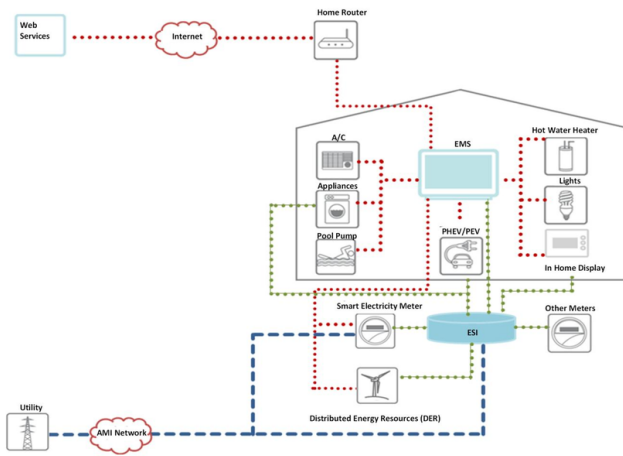 Home Router
Web
Services
Internet
A/C
EMS
Hot Water Heater
Appliances
Lights
Pool Pump
PHEV/PEV
In Home Display
Smart Electricity Meter
ESI
Other Meters
Utility
AMI Network
Distributed Energy Resources (DER)